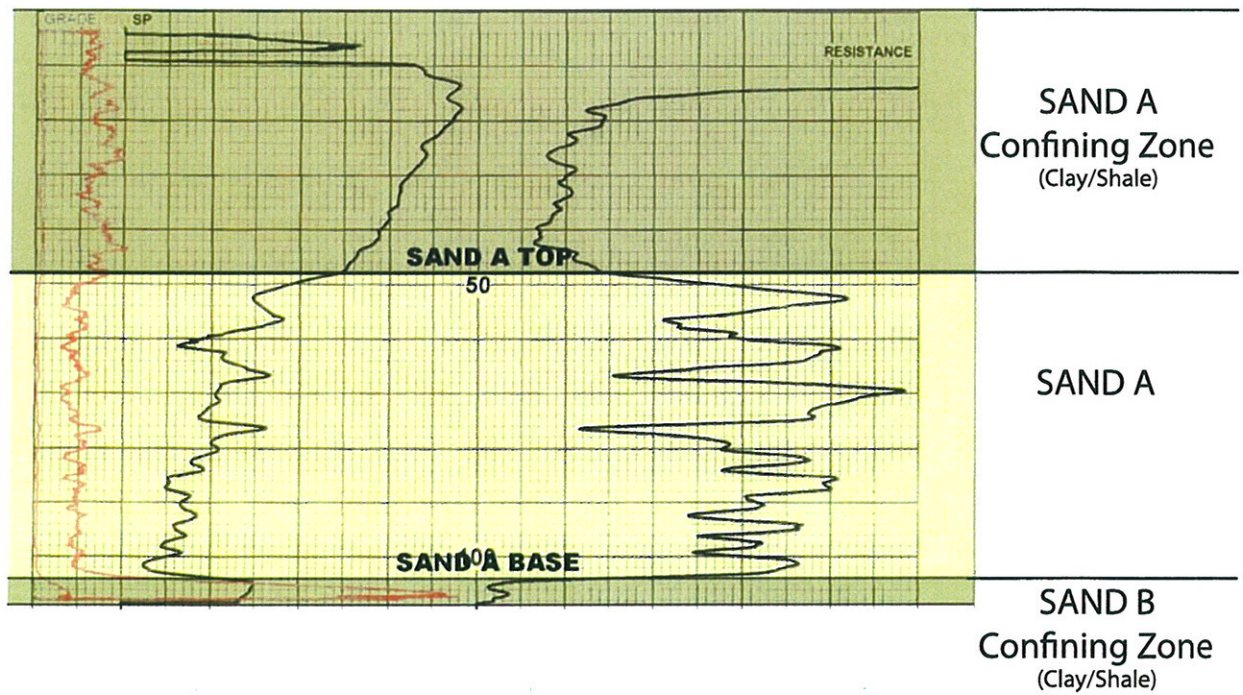 GRADE SP
RESISTANCE
SAND A
Confining Zone
(Clay/Shale)
SAND A TOP
50
SAND A
SAND A BASE
100
SAND B
Confining Zone
(Clay/Shale)